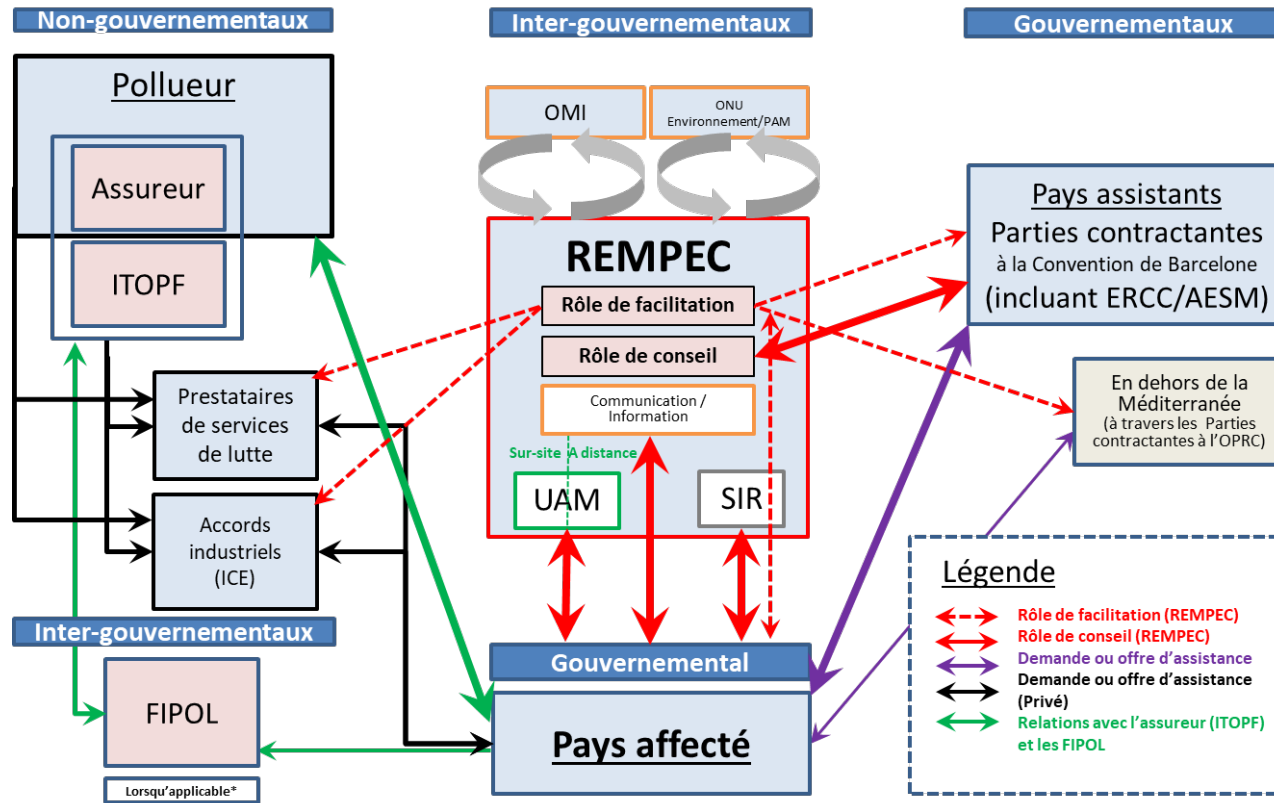 Non-gouvernementaux
Pollueur
Assureur
ITOPF
Prestataires
de services
de lutte
Accords
industriels
(ICE)
Inter-gouvernementaux
FIPOL
Lorsqu'applicable*
Inter-gouvernementaux
OMI
ONU
Environnement/PAM
REMPEC
Rôle de facilitation
Rôle de conseil
Communication /
Information
Sur-site A distance
UAM
SIR
Gouvernemental
Pays affecté
Gouvernementaux
Pays assistants
Parties contractantes
à la Convention de Barcelone
(incluant ERCC/AESM)
En dehors de la
Méditerranée
(à travers les Parties
contractantes à l'OPRC)
Légende
Rôle de facilitation (REMPEC)
Rôle de conseil (REMPEC)
Demande ou offre d'assistance
Demande ou offre d'assistance
(Privé)
Relations avec l'assureur (ITOPF)
et les FIPOL